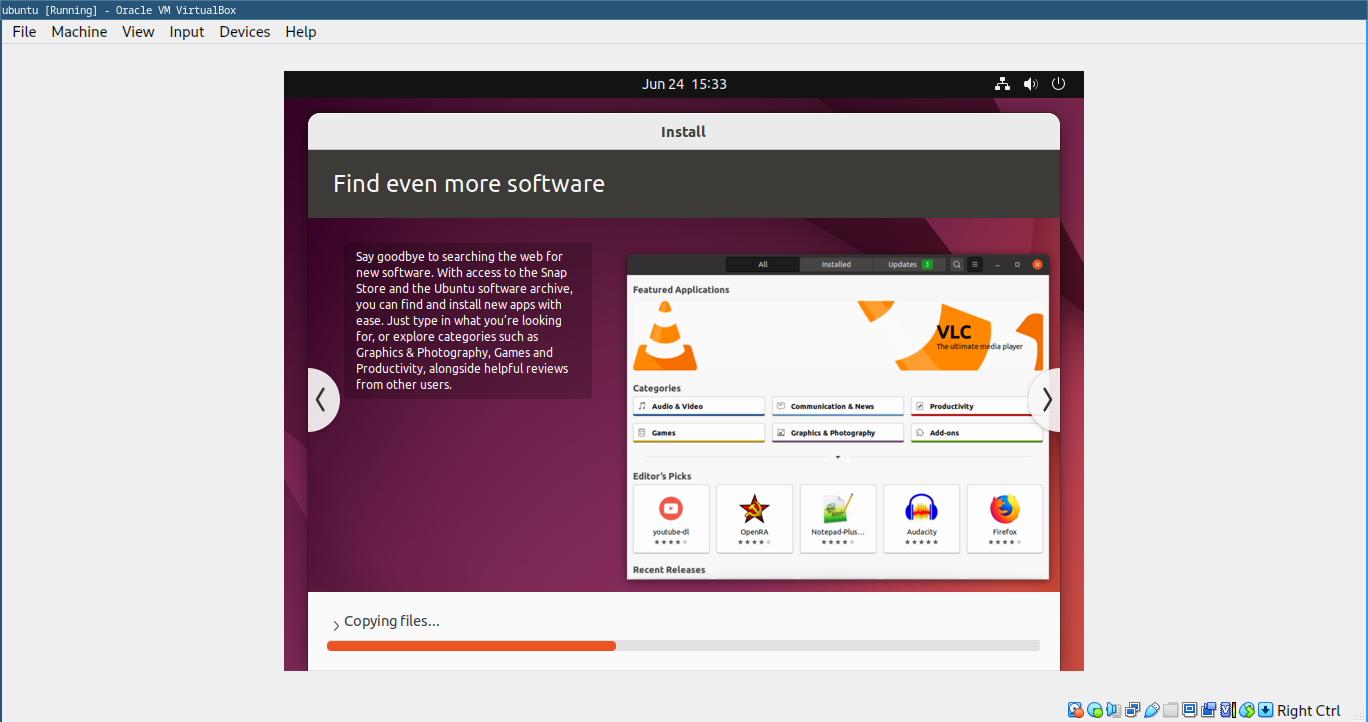 ubuntu [Running] - Oracle VM VirtualBox
File Machine View Input Devices Help
Jun 24 15:33
Install
Find even more software
Say goodbye to searching the web for
new software. With access to the Snap
Store and the Ubuntu software archive,
you can find and install new apps with
ease. Just type in what you're looking
for, or explore categories such as
Graphics & Photography, Games and
Productivity, alongside helpful reviews
from other users.
All Installed Updates 3
Featured Applications
VLC
The ultimate media player
Categories
Audio & Video Communication & News Productivity
Games Graphics & Photography Add-ons
Editor's Picks
youtube-dl OpenRA Notepad-Plus... Audacity Firefox
Recent Releases
Copying files...
Right Ctrl